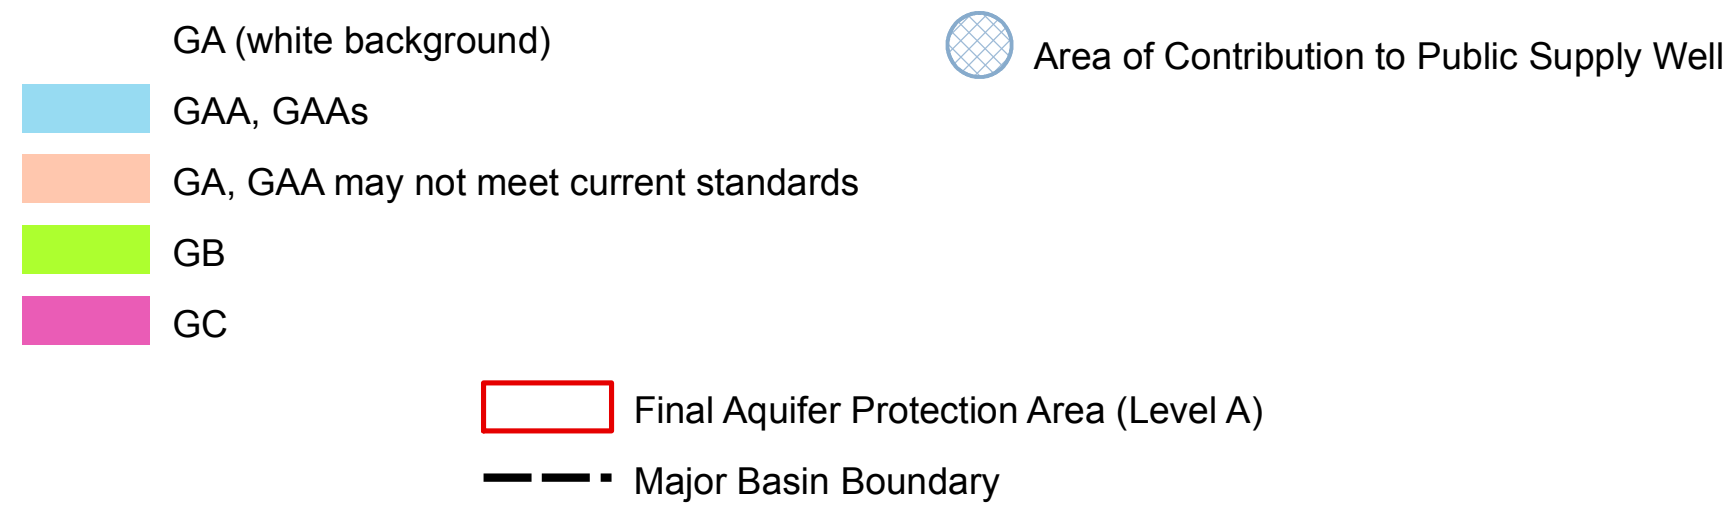 GA (white background)
Area of Contribution to Public Supply Well
GAA, GAAs
GA, GAA may not meet current standards
GB
GC
Final Aquifer Protection Area (Level A)
Major Basin Boundary